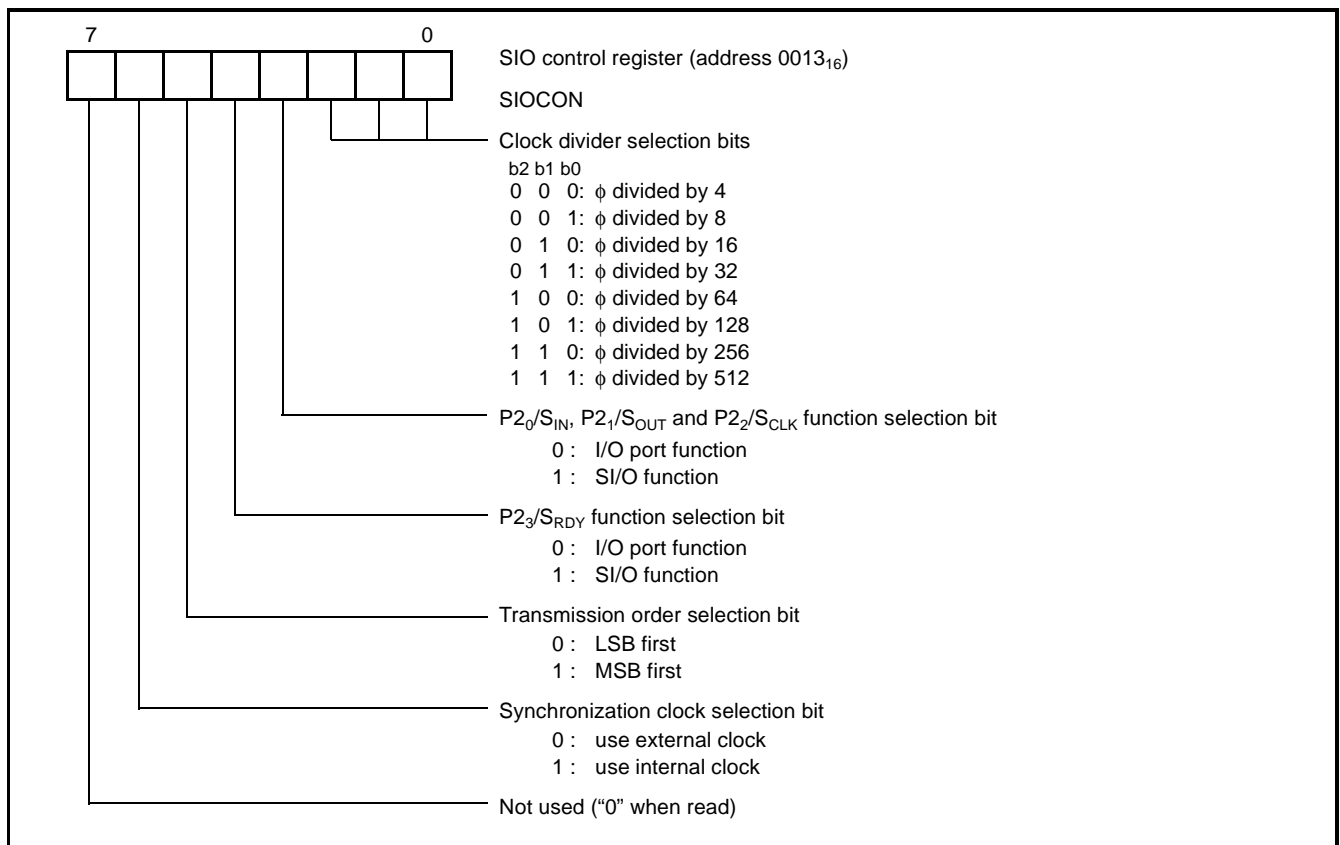 7 0
SIO control register (address 0013₁₆)
SIOCON
Clock divider selection bits
b2 b1 b0
0 0 0: ϕ divided by 4
0 0 1: ϕ divided by 8
0 1 0: ϕ divided by 16
0 1 1: ϕ divided by 32
1 0 0: ϕ divided by 64
1 0 1: ϕ divided by 128
1 1 0: ϕ divided by 256
1 1 1: ϕ divided by 512
P2₀/S_IN, P2₁/S_OUT and P2₂/S_CLK function selection bit
0 : I/O port function
1 : SI/O function
P2₃/S_RDY function selection bit
0 : I/O port function
1 : SI/O function
Transmission order selection bit
0 : LSB first
1 : MSB first
Synchronization clock selection bit
0 : use external clock
1 : use internal clock
Not used (“0” when read)